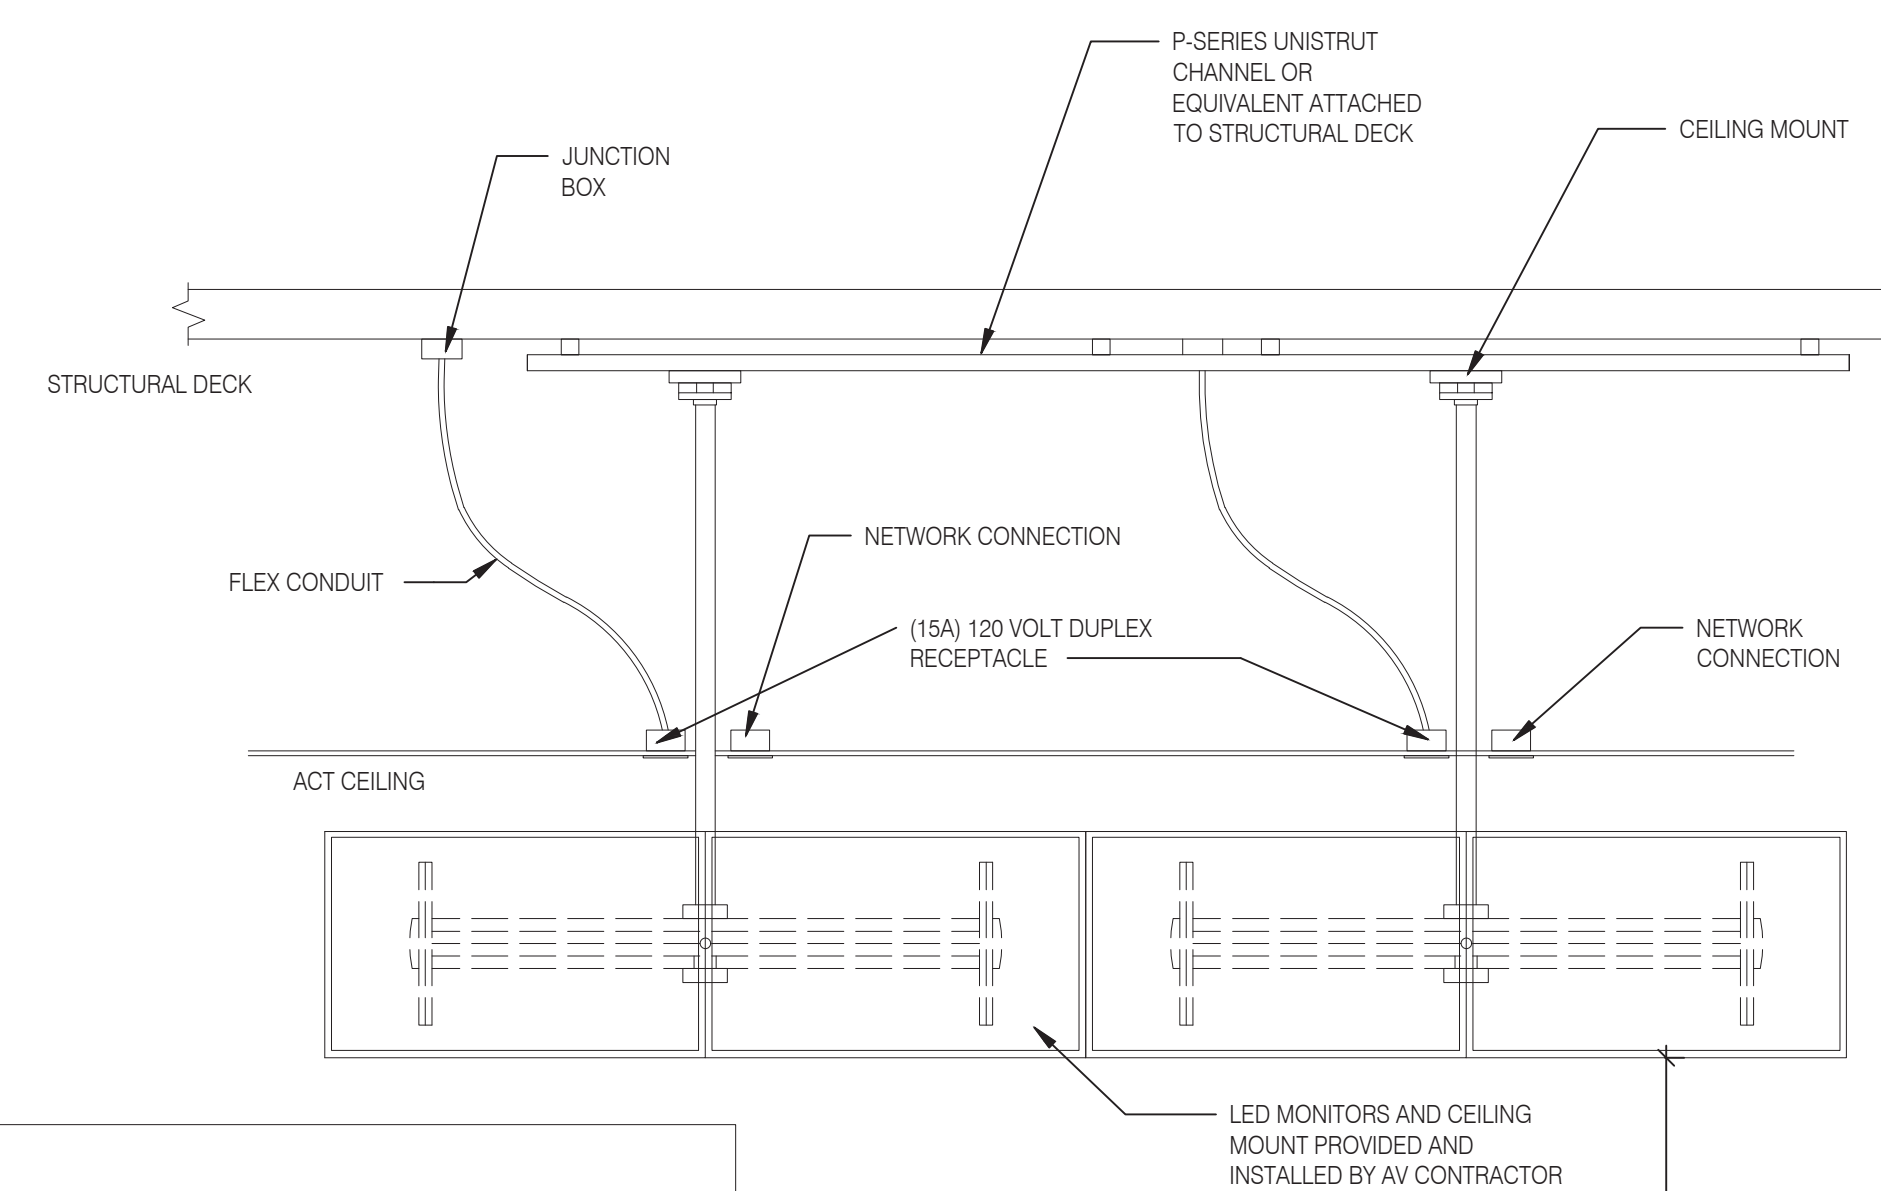 P-SERIES UNISTRUT
CHANNEL OR
EQUIVALENT ATTACHED
TO STRUCTURAL DECK
CEILING MOUNT
JUNCTION
BOX
STRUCTURAL DECK
NETWORK CONNECTION
FLEX CONDUIT
(15A) 120 VOLT DUPLEX
RECEPTACLE
NETWORK
CONNECTION
ACT CEILING
LED MONITORS AND CEILING
MOUNT PROVIDED AND
INSTALLED BY AV CONTRACTOR